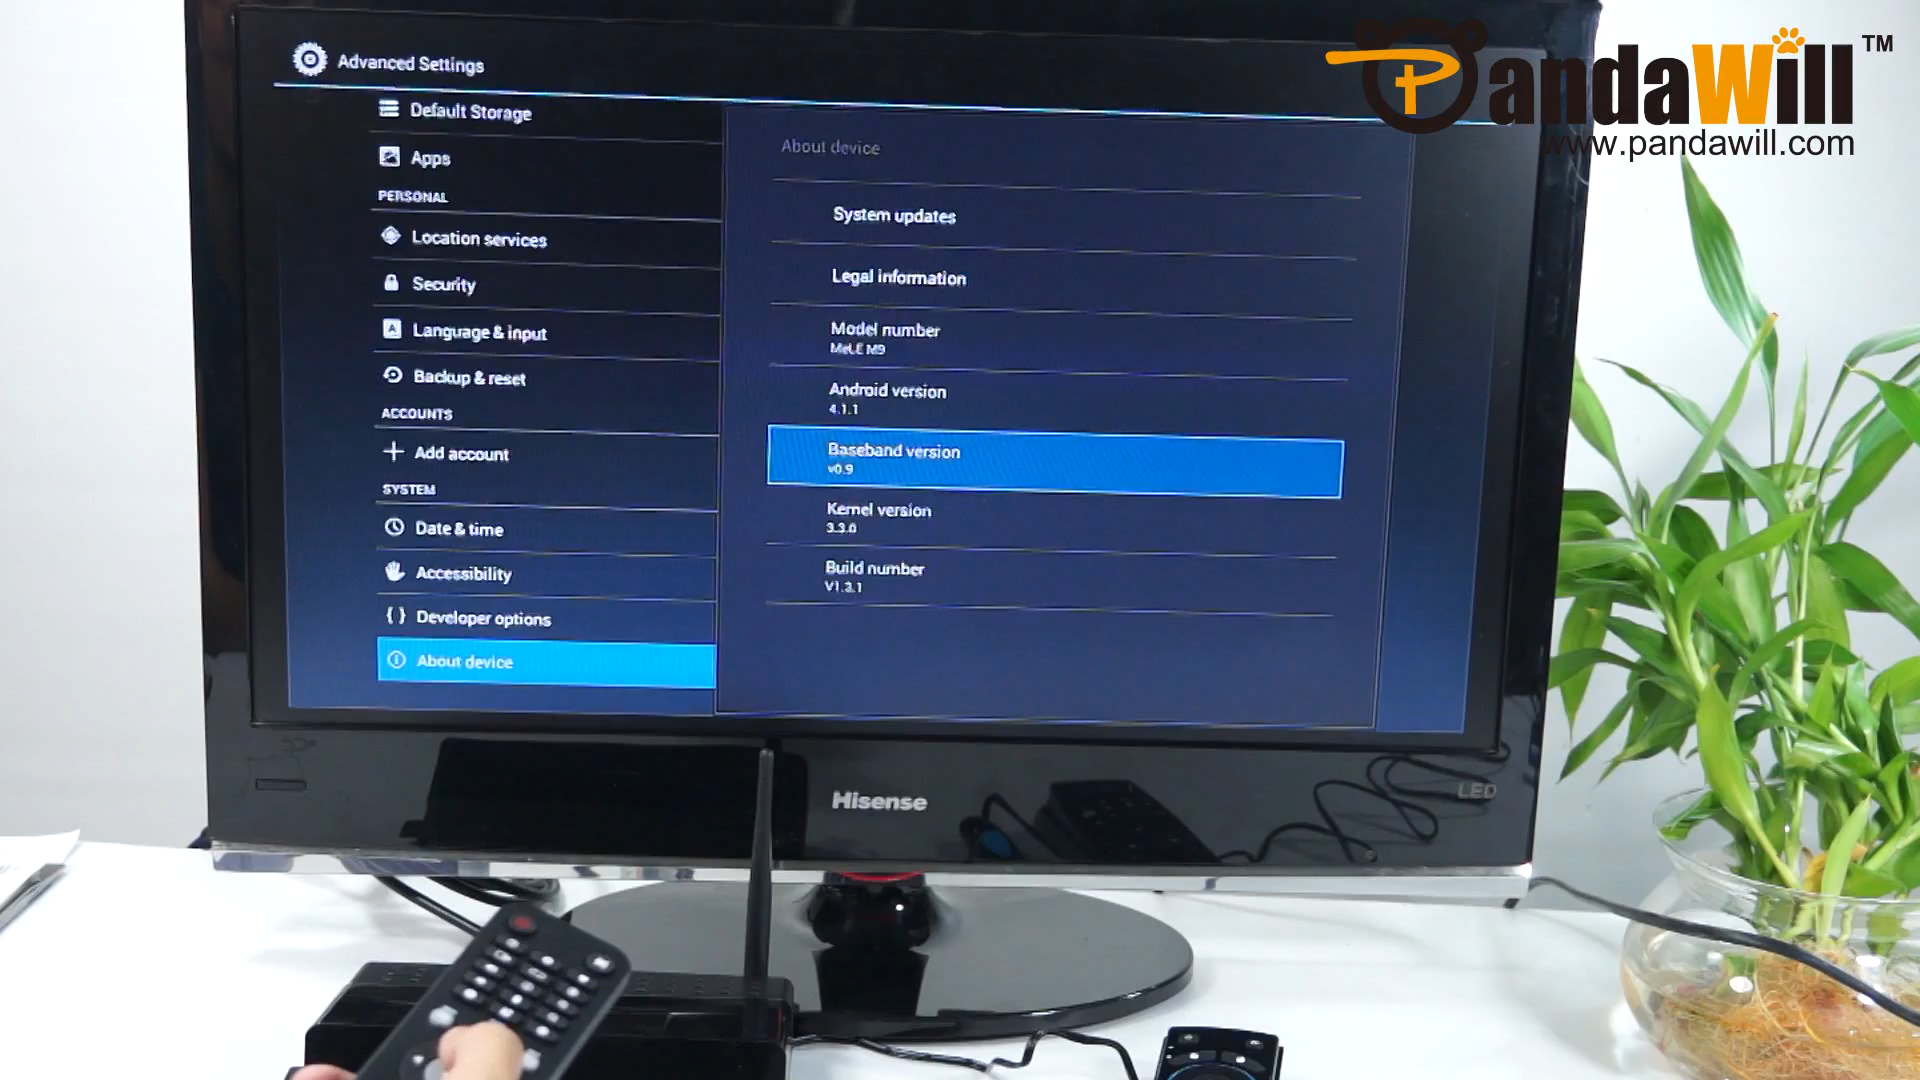 Advanced Settings
Default Storage
Apps
PERSONAL
Location services
Security
Language & input
Backup & reset
ACCOUNTS
Add account
SYSTEM
Date & time
Accessibility
{ } Developer options
About device
About device
System updates
Legal information
Model number
MeLE M9
Android version
4.1.1
Baseband version
v0.9
Kernel version
3.3.0
Build number
V1.3.1
PandaWill™
www.pandawill.com
Hisense
LED